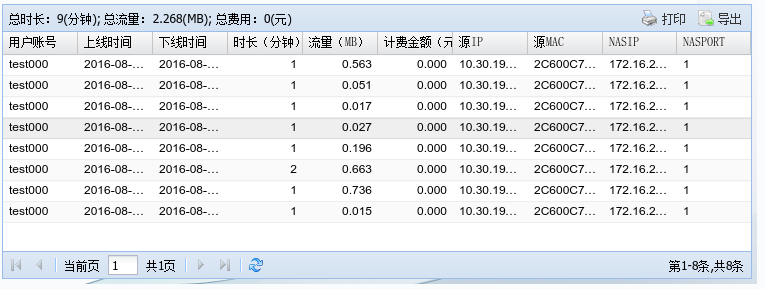 总时长：9(分钟); 总流量：2.268(MB); 总费用：0(元) 打印 导出
用户账号 上线时间 下线时间 时长（分钟） 流量（MB） 计费金额（元 源IP 源MAC NASIP NASPORT
test000 2016-08-... 2016-08-... 1 0.563 0.000 10.30.19... 2C600C7... 172.16.2... 1
test000 2016-08-... 2016-08-... 1 0.051 0.000 10.30.19... 2C600C7... 172.16.2... 1
test000 2016-08-... 2016-08-... 1 0.017 0.000 10.30.19... 2C600C7... 172.16.2... 1
test000 2016-08-... 2016-08-... 1 0.027 0.000 10.30.19... 2C600C7... 172.16.2... 1
test000 2016-08-... 2016-08-... 1 0.196 0.000 10.30.19... 2C600C7... 172.16.2... 1
test000 2016-08-... 2016-08-... 2 0.663 0.000 10.30.19... 2C600C7... 172.16.2... 1
test000 2016-08-... 2016-08-... 1 0.736 0.000 10.30.19... 2C600C7... 172.16.2... 1
test000 2016-08-... 2016-08-... 1 0.015 0.000 10.30.19... 2C600C7... 172.16.2... 1
当前页 1 共1页 第1-8条,共8条